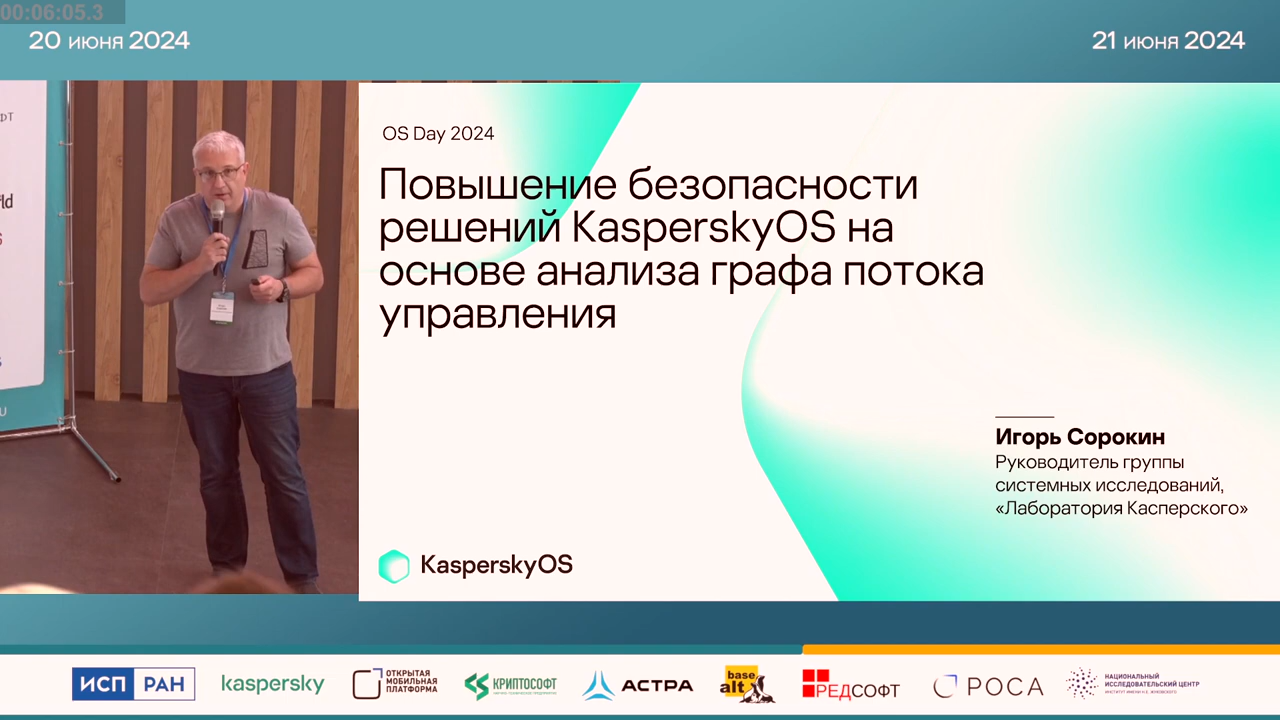 00:06:05.3
20 июня 2024
21 июня 2024
OS Day 2024
Повышение безопасности
решений KasperskyOS на
основе анализа графа потока
управления
Игорь Сорокин
Руководитель группы
системных исследований,
«Лаборатория Касперского»
KasperskyOS
ИСП РАН
kaspersky
ОТКРЫТАЯ
МОБИЛЬНАЯ
ПЛАТФОРМА
КРИПТОСОФТ
АСТРА
base
alt
РЕДСОФТ
РОСА
НАЦИОНАЛЬНЫЙ
ИССЛЕДОВАТЕЛЬСКИЙ ЦЕНТР